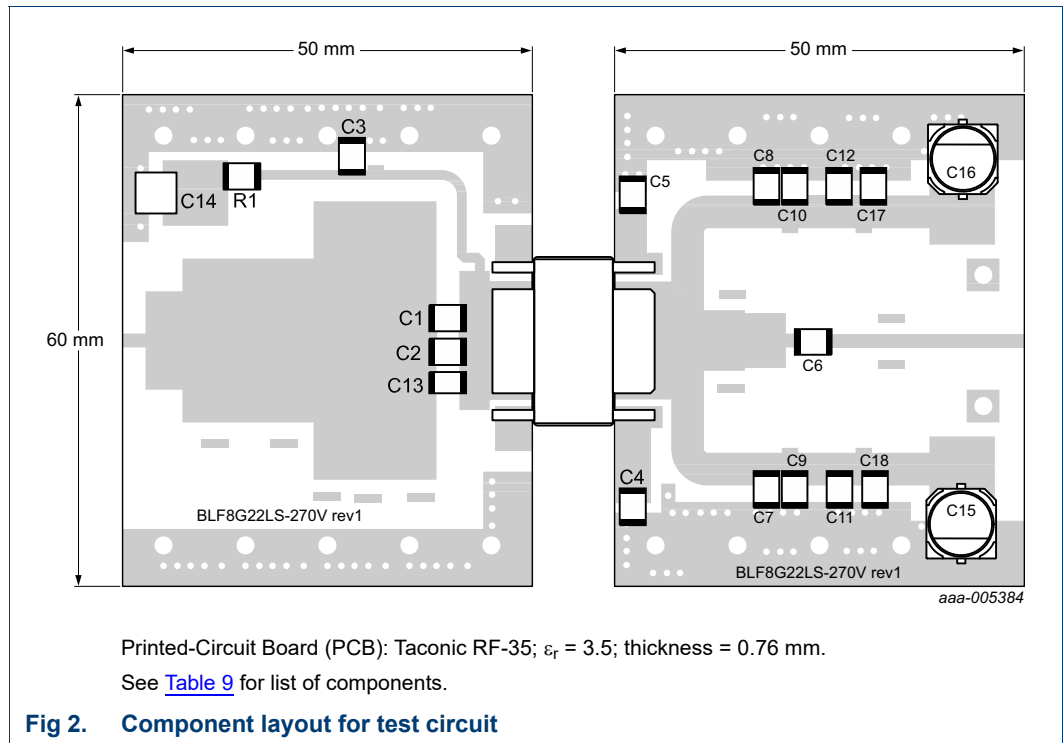 50 mm
50 mm
60 mm
C3
C14
R1
C1
C2
C13
BLF8G22LS-270V rev1
C5
C8
C12
C10
C17
C16
C6
C4
C9
C18
C7
C11
C15
BLF8G22LS-270V rev1
aaa-005384
Printed-Circuit Board (PCB): Taconic RF-35; εr = 3.5; thickness = 0.76 mm.
See Table 9 for list of components.
Fig 2. Component layout for test circuit